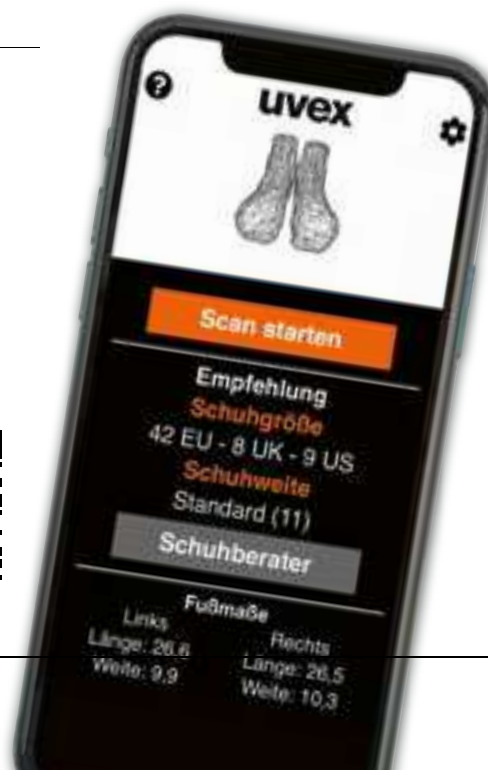 uvex
Scan starten
Empfehlung
Schuhgröße
42 EU - 8 UK - 9 US
Schuhweite
Standard (11)
Schuhberater
Fußmaße
Links
Länge: 26,6
Weite: 9,9
Rechts
Länge: 26,5
Weite: 10,3